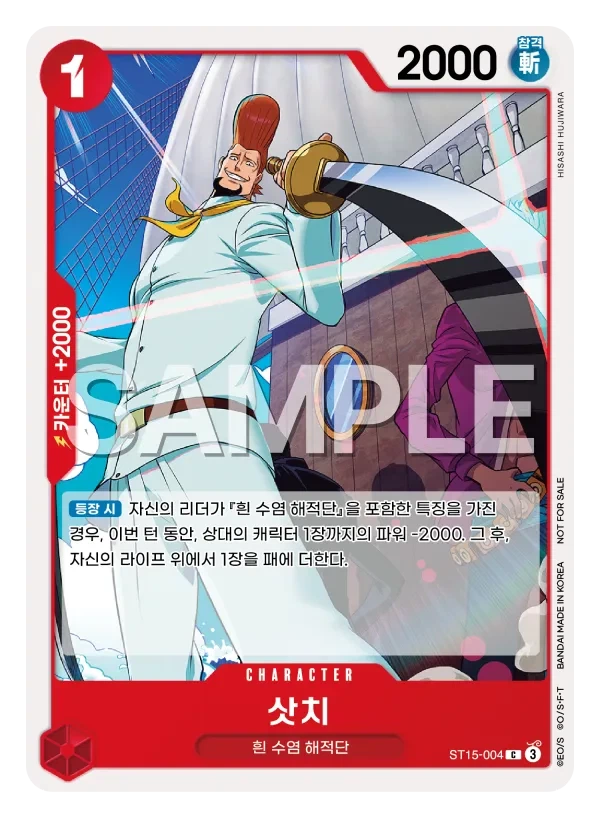 1
2000
참격
斬
HISASHI HUJIWARA
⚡카운터 +2000
SAMPLE
등장 시 자신의 리더가 『흰 수염 해적단』을 포함한 특징을 가진
경우, 이번 턴 동안, 상대의 캐릭터 1장까지의 파워 -2000. 그 후,
자신의 라이프 위에서 1장을 패에 더한다.
CHARACTER
삿치
흰 수염 해적단
ST15-004 C 3
©EO/S ©O/S・F・T BANDAI MADE IN KOREA NOT FOR SALE